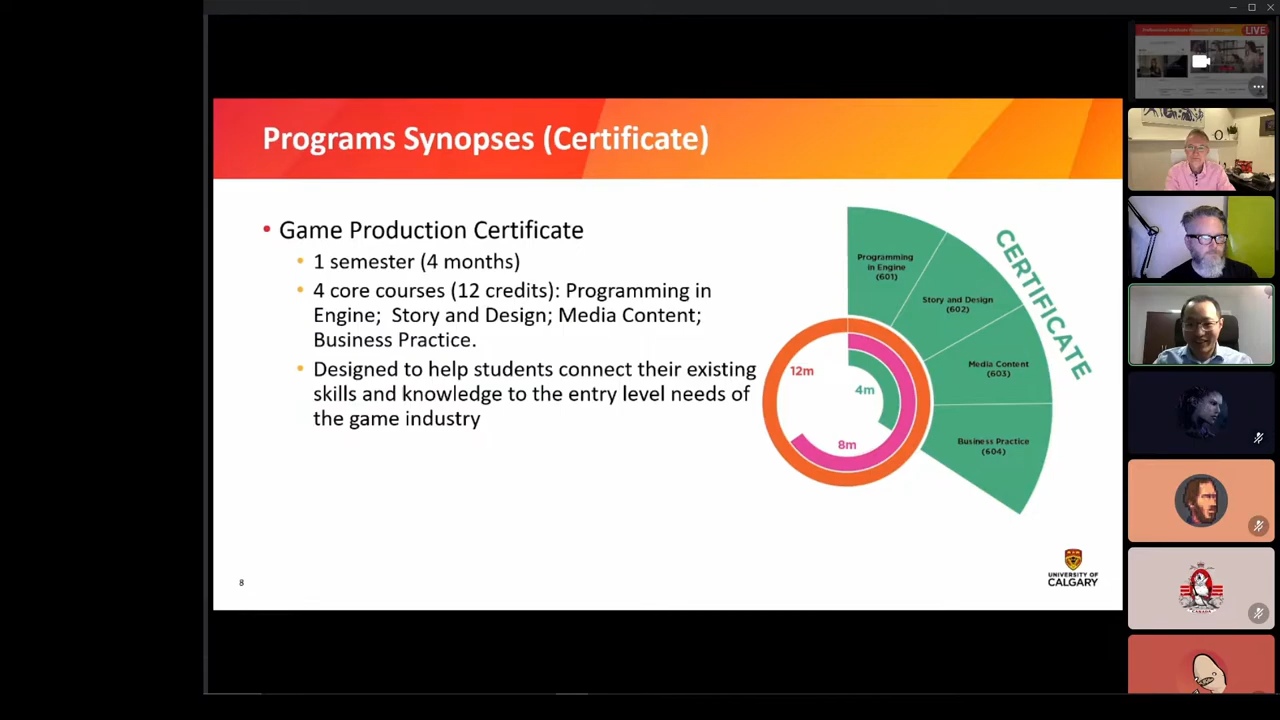 LIVE
Programs Synopses (Certificate)
• Game Production Certificate
• 1 semester (4 months)
• 4 core courses (12 credits): Programming in
Engine;  Story and Design; Media Content;
Business Practice.
• Designed to help students connect their existing
skills and knowledge to the entry level needs of
the game industry
Programming
in Engine
(601)
Story and Design
(602)
Media Content
(603)
Business Practice
(604)
CERTIFICATE
12m
4m
8m
8
UNIVERSITY OF
CALGARY